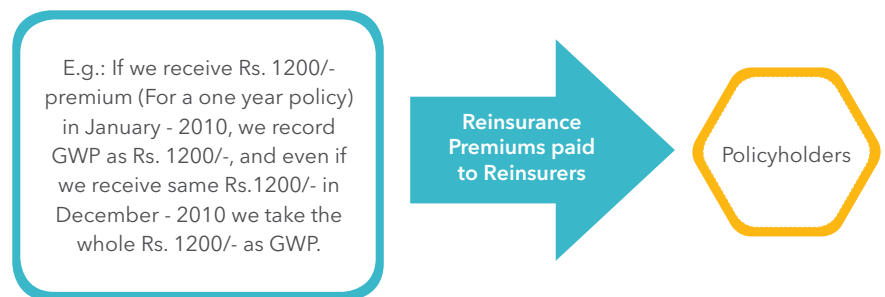 E.g.: If we receive Rs. 1200/-
premium (For a one year policy)
in January - 2010, we record
GWP as Rs. 1200/-, and even if
we receive same Rs.1200/- in
December - 2010 we take the
whole Rs. 1200/- as GWP.
Reinsurance
Premiums paid
to Reinsurers
Policyholders